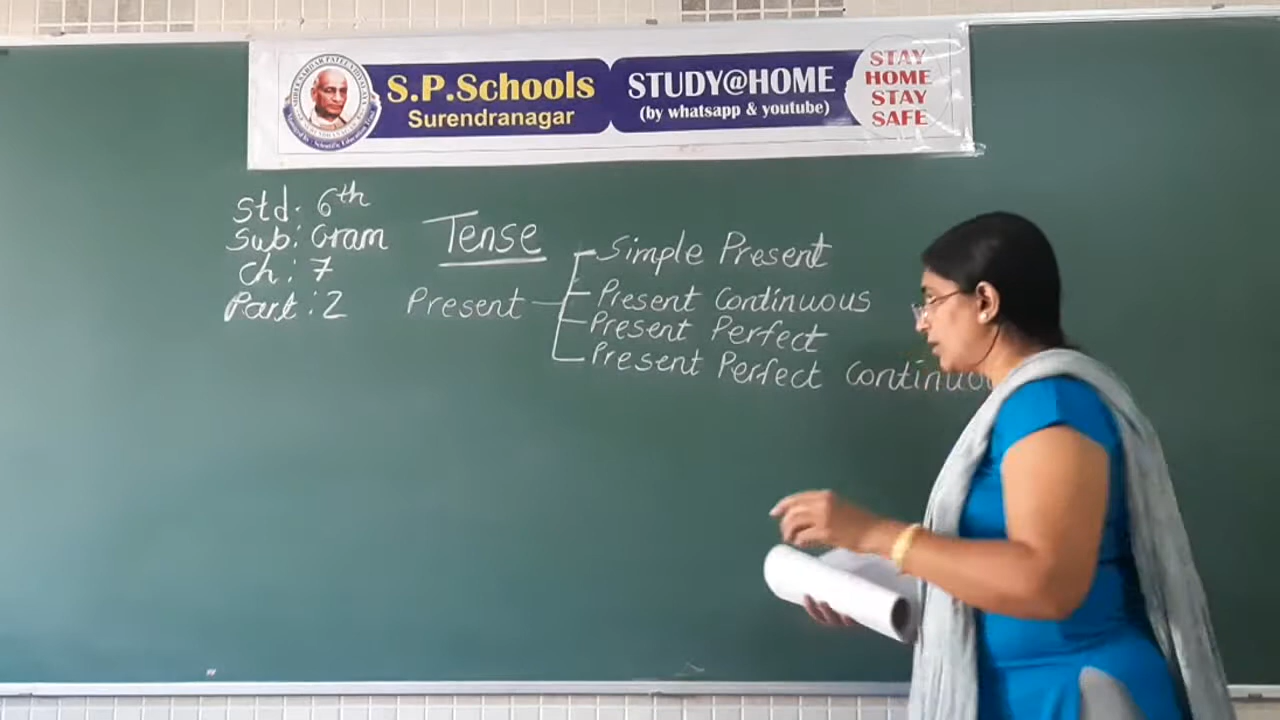 S.P.Schools
Surendranagar
STUDY@HOME
(by whatsapp & youtube)
STAY
HOME
STAY
SAFE
Std. 6th
Sub: Gram
Ch: 7
Part: 2
Tense
Present
Simple Present
Present Continuous
Present Perfect
Present Perfect Continuou